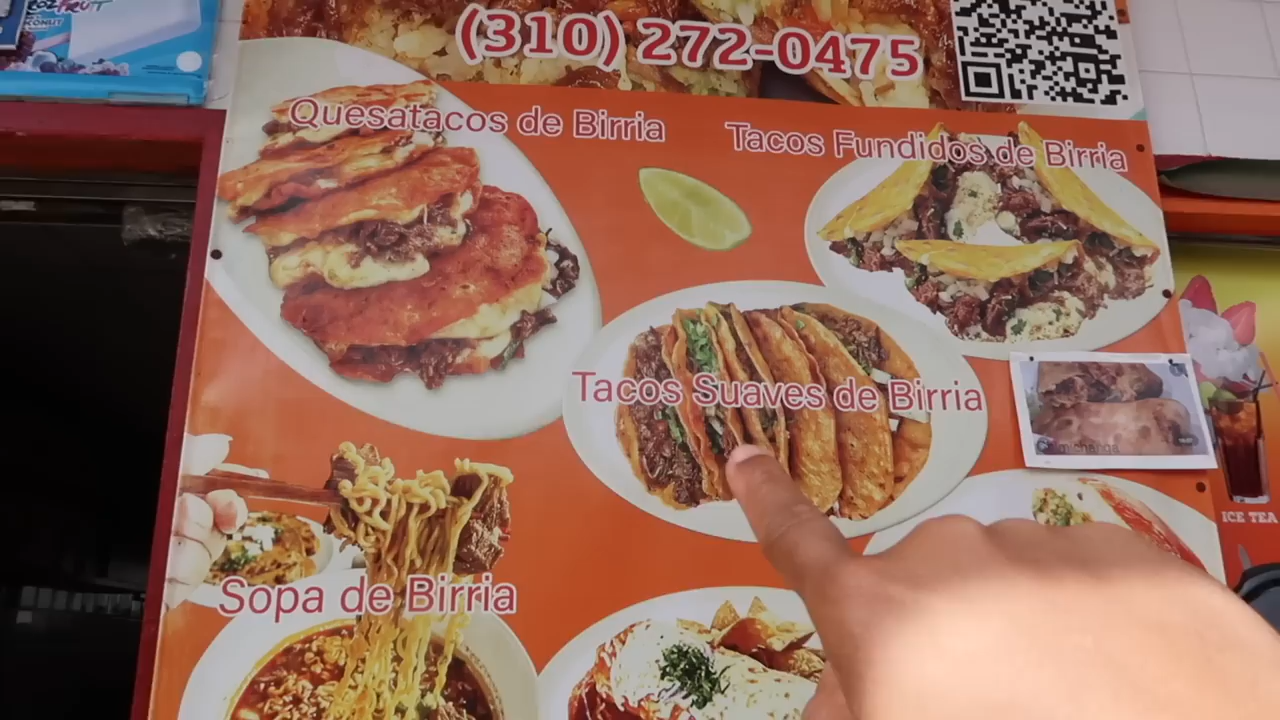 (310) 272-0475
Quesatacos de Birria
Tacos Fundidos de Birria
Tacos Suaves de Birria
Sopa de Birria
ICE TEA